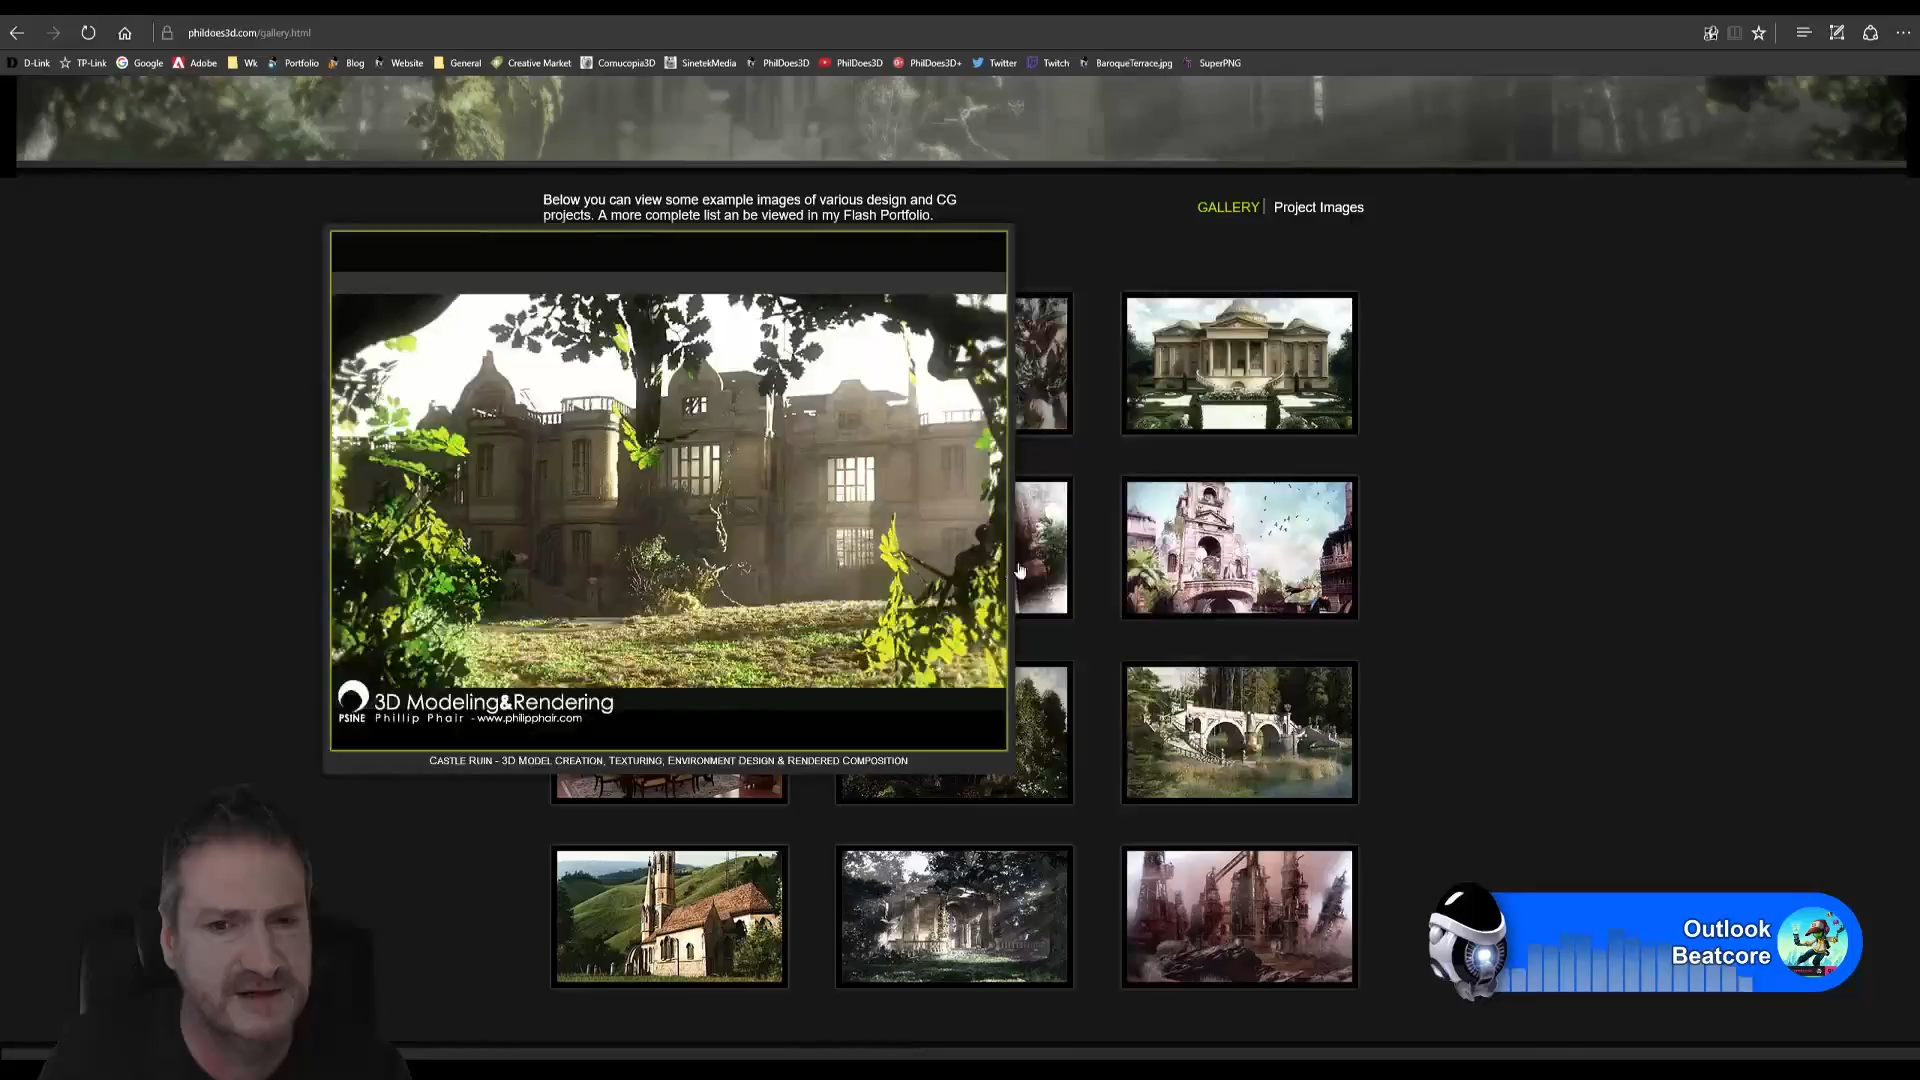 phildoes3d.com/gallery.html
D-Link TP-Link Google Adobe Wk Portfolio Blog Website General Creative Market Cornucopia3D SinetekMedia PhilDoes3D PhilDoes3D PhilDoes3D+ Twitter Twitch BaroqueTerrace.jpg SuperPNG
Below you can view some example images of various design and CG
projects. A more complete list an be viewed in my Flash Portfolio.
GALLERY | Project Images
3D Modeling&Rendering
PSINE Phillip Phair - www.philipphair.com
CASTLE RUIN - 3D MODEL CREATION, TEXTURING, ENVIRONMENT DESIGN & RENDERED COMPOSITION
Outlook
Beatcore